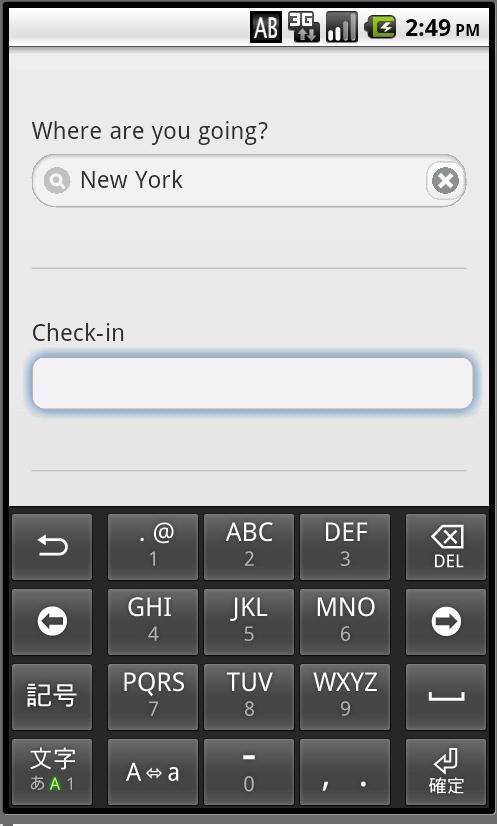 AB 3G 2:49 PM
Where are you going?
New York
Check-in
. @ ABC DEF
1 2 3 DEL
GHI JKL MNO
4 5 6
記号 PQRS TUV WXYZ
7 8 9
文字 A⇔a - , .
あA1 0 確定